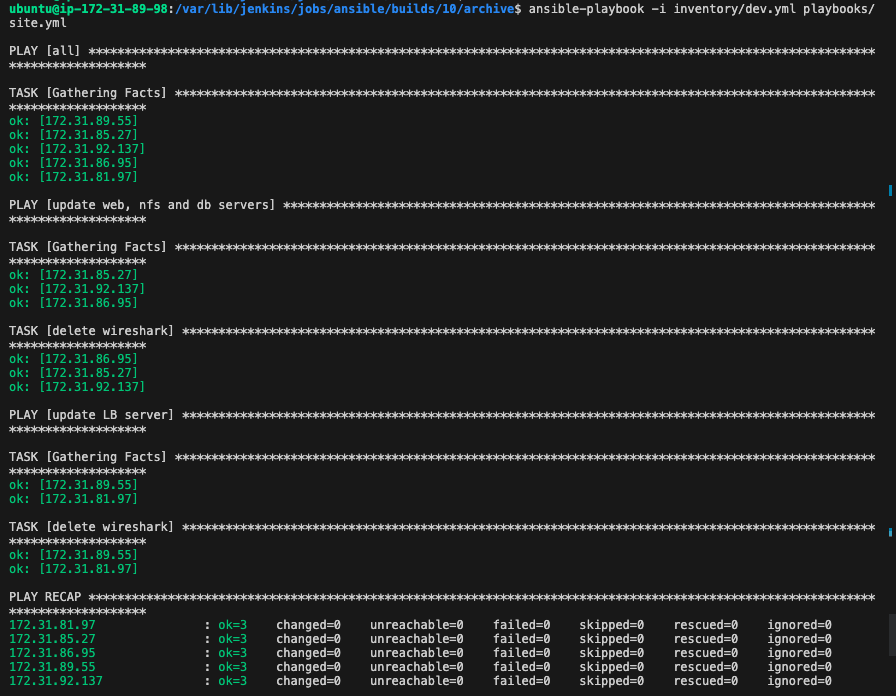 ubuntu@ip-172-31-89-98:/var/lib/jenkins/jobs/ansible/builds/10/archive$ ansible-playbook -i inventory/dev.yml playbooks/
site.yml
PLAY [all] *********************************************************************************************************
*******************
TASK [Gathering Facts] *********************************************************************************************
*******************
ok: [172.31.89.55]
ok: [172.31.85.27]
ok: [172.31.92.137]
ok: [172.31.86.95]
ok: [172.31.81.97]
PLAY [update web, nfs and db servers] ******************************************************************************
*******************
TASK [Gathering Facts] *********************************************************************************************
*******************
ok: [172.31.85.27]
ok: [172.31.92.137]
ok: [172.31.86.95]
TASK [delete wireshark] ********************************************************************************************
*******************
ok: [172.31.86.95]
ok: [172.31.85.27]
ok: [172.31.92.137]
PLAY [update LB server] ********************************************************************************************
*******************
TASK [Gathering Facts] *********************************************************************************************
*******************
ok: [172.31.89.55]
ok: [172.31.81.97]
TASK [delete wireshark] ********************************************************************************************
*******************
ok: [172.31.89.55]
ok: [172.31.81.97]
PLAY RECAP *********************************************************************************************************
*******************
172.31.81.97               : ok=3    changed=0    unreachable=0    failed=0    skipped=0    rescued=0    ignored=0
172.31.85.27               : ok=3    changed=0    unreachable=0    failed=0    skipped=0    rescued=0    ignored=0
172.31.86.95               : ok=3    changed=0    unreachable=0    failed=0    skipped=0    rescued=0    ignored=0
172.31.89.55               : ok=3    changed=0    unreachable=0    failed=0    skipped=0    rescued=0    ignored=0
172.31.92.137              : ok=3    changed=0    unreachable=0    failed=0    skipped=0    rescued=0    ignored=0